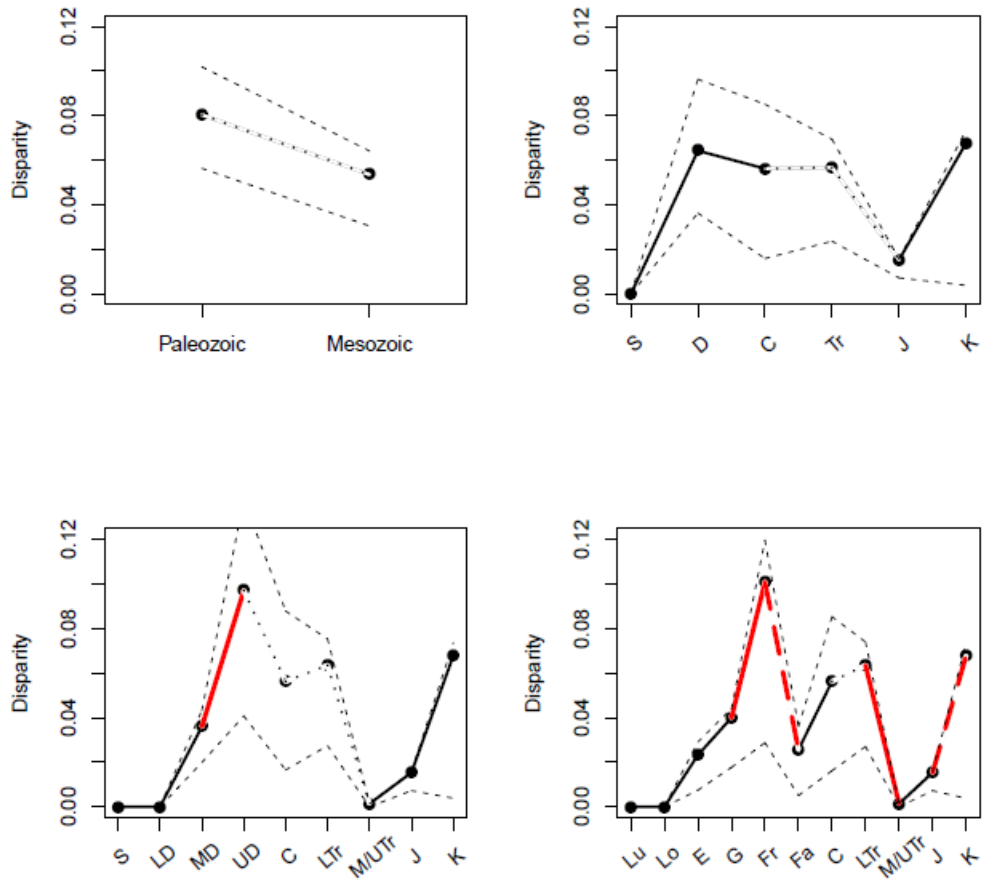 0.12
0.08
0.04
0.00
Disparity
Paleozoic Mesozoic
0.12
0.08
0.04
0.00
Disparity
S D C Tr J K
0.12
0.08
0.04
0.00
Disparity
S LD MD UD C LTr M/UTr J K
0.12
0.08
0.04
0.00
Disparity
Lu Lo E G Fr Fa C LTr M/UTr J K